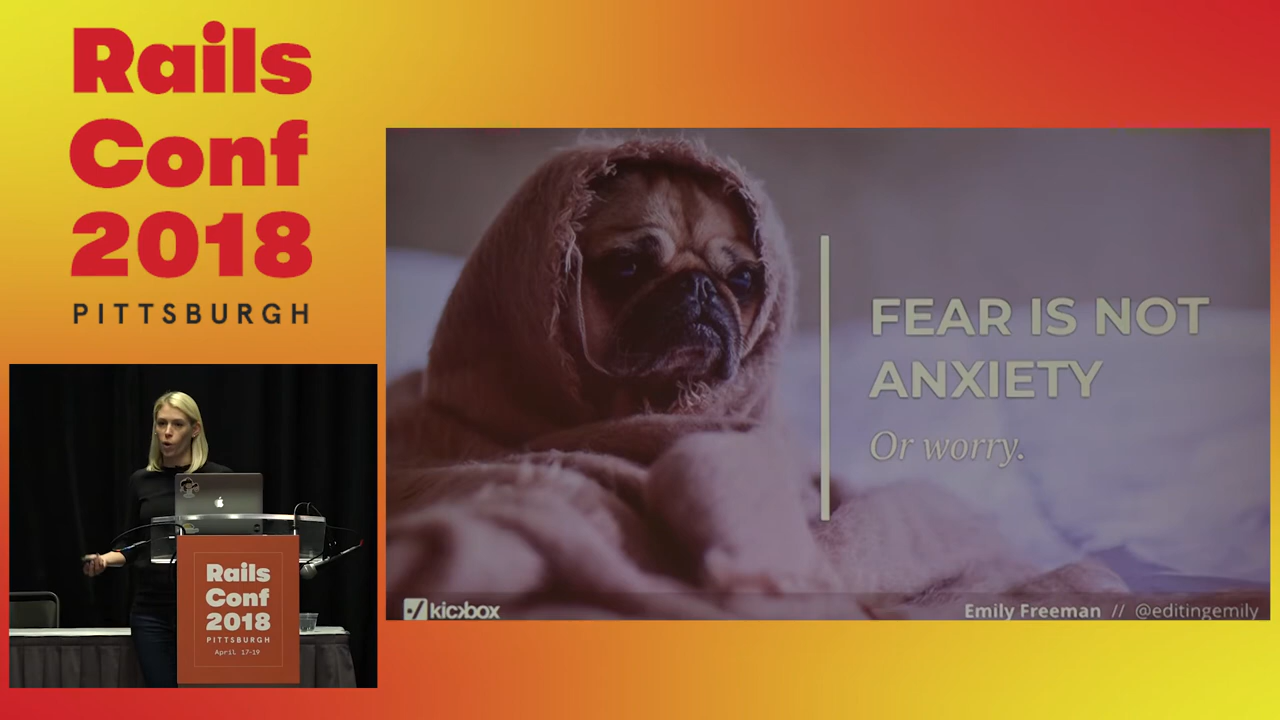 Rails
Conf
2018
PITTSBURGH
FEAR IS NOT
ANXIETY
Or worry.
kickbox
Emily Freeman // @editingemily
Rails
Conf
2018
PITTSBURGH
April 17-19